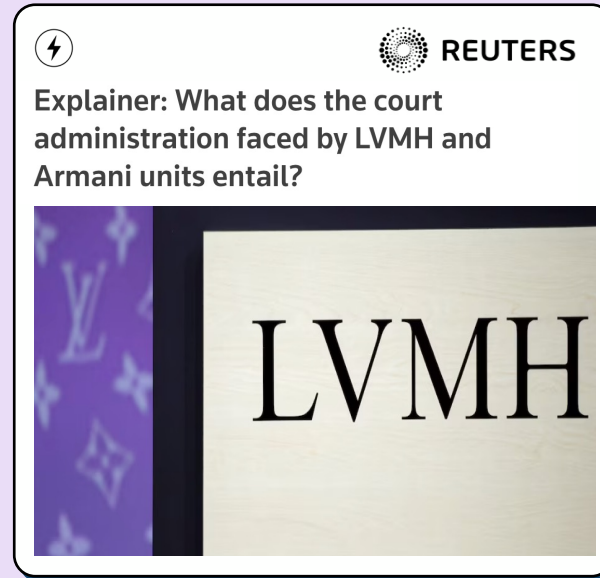 REUTERS
Explainer: What does the court
administration faced by LVMH and
Armani units entail?
LVMH